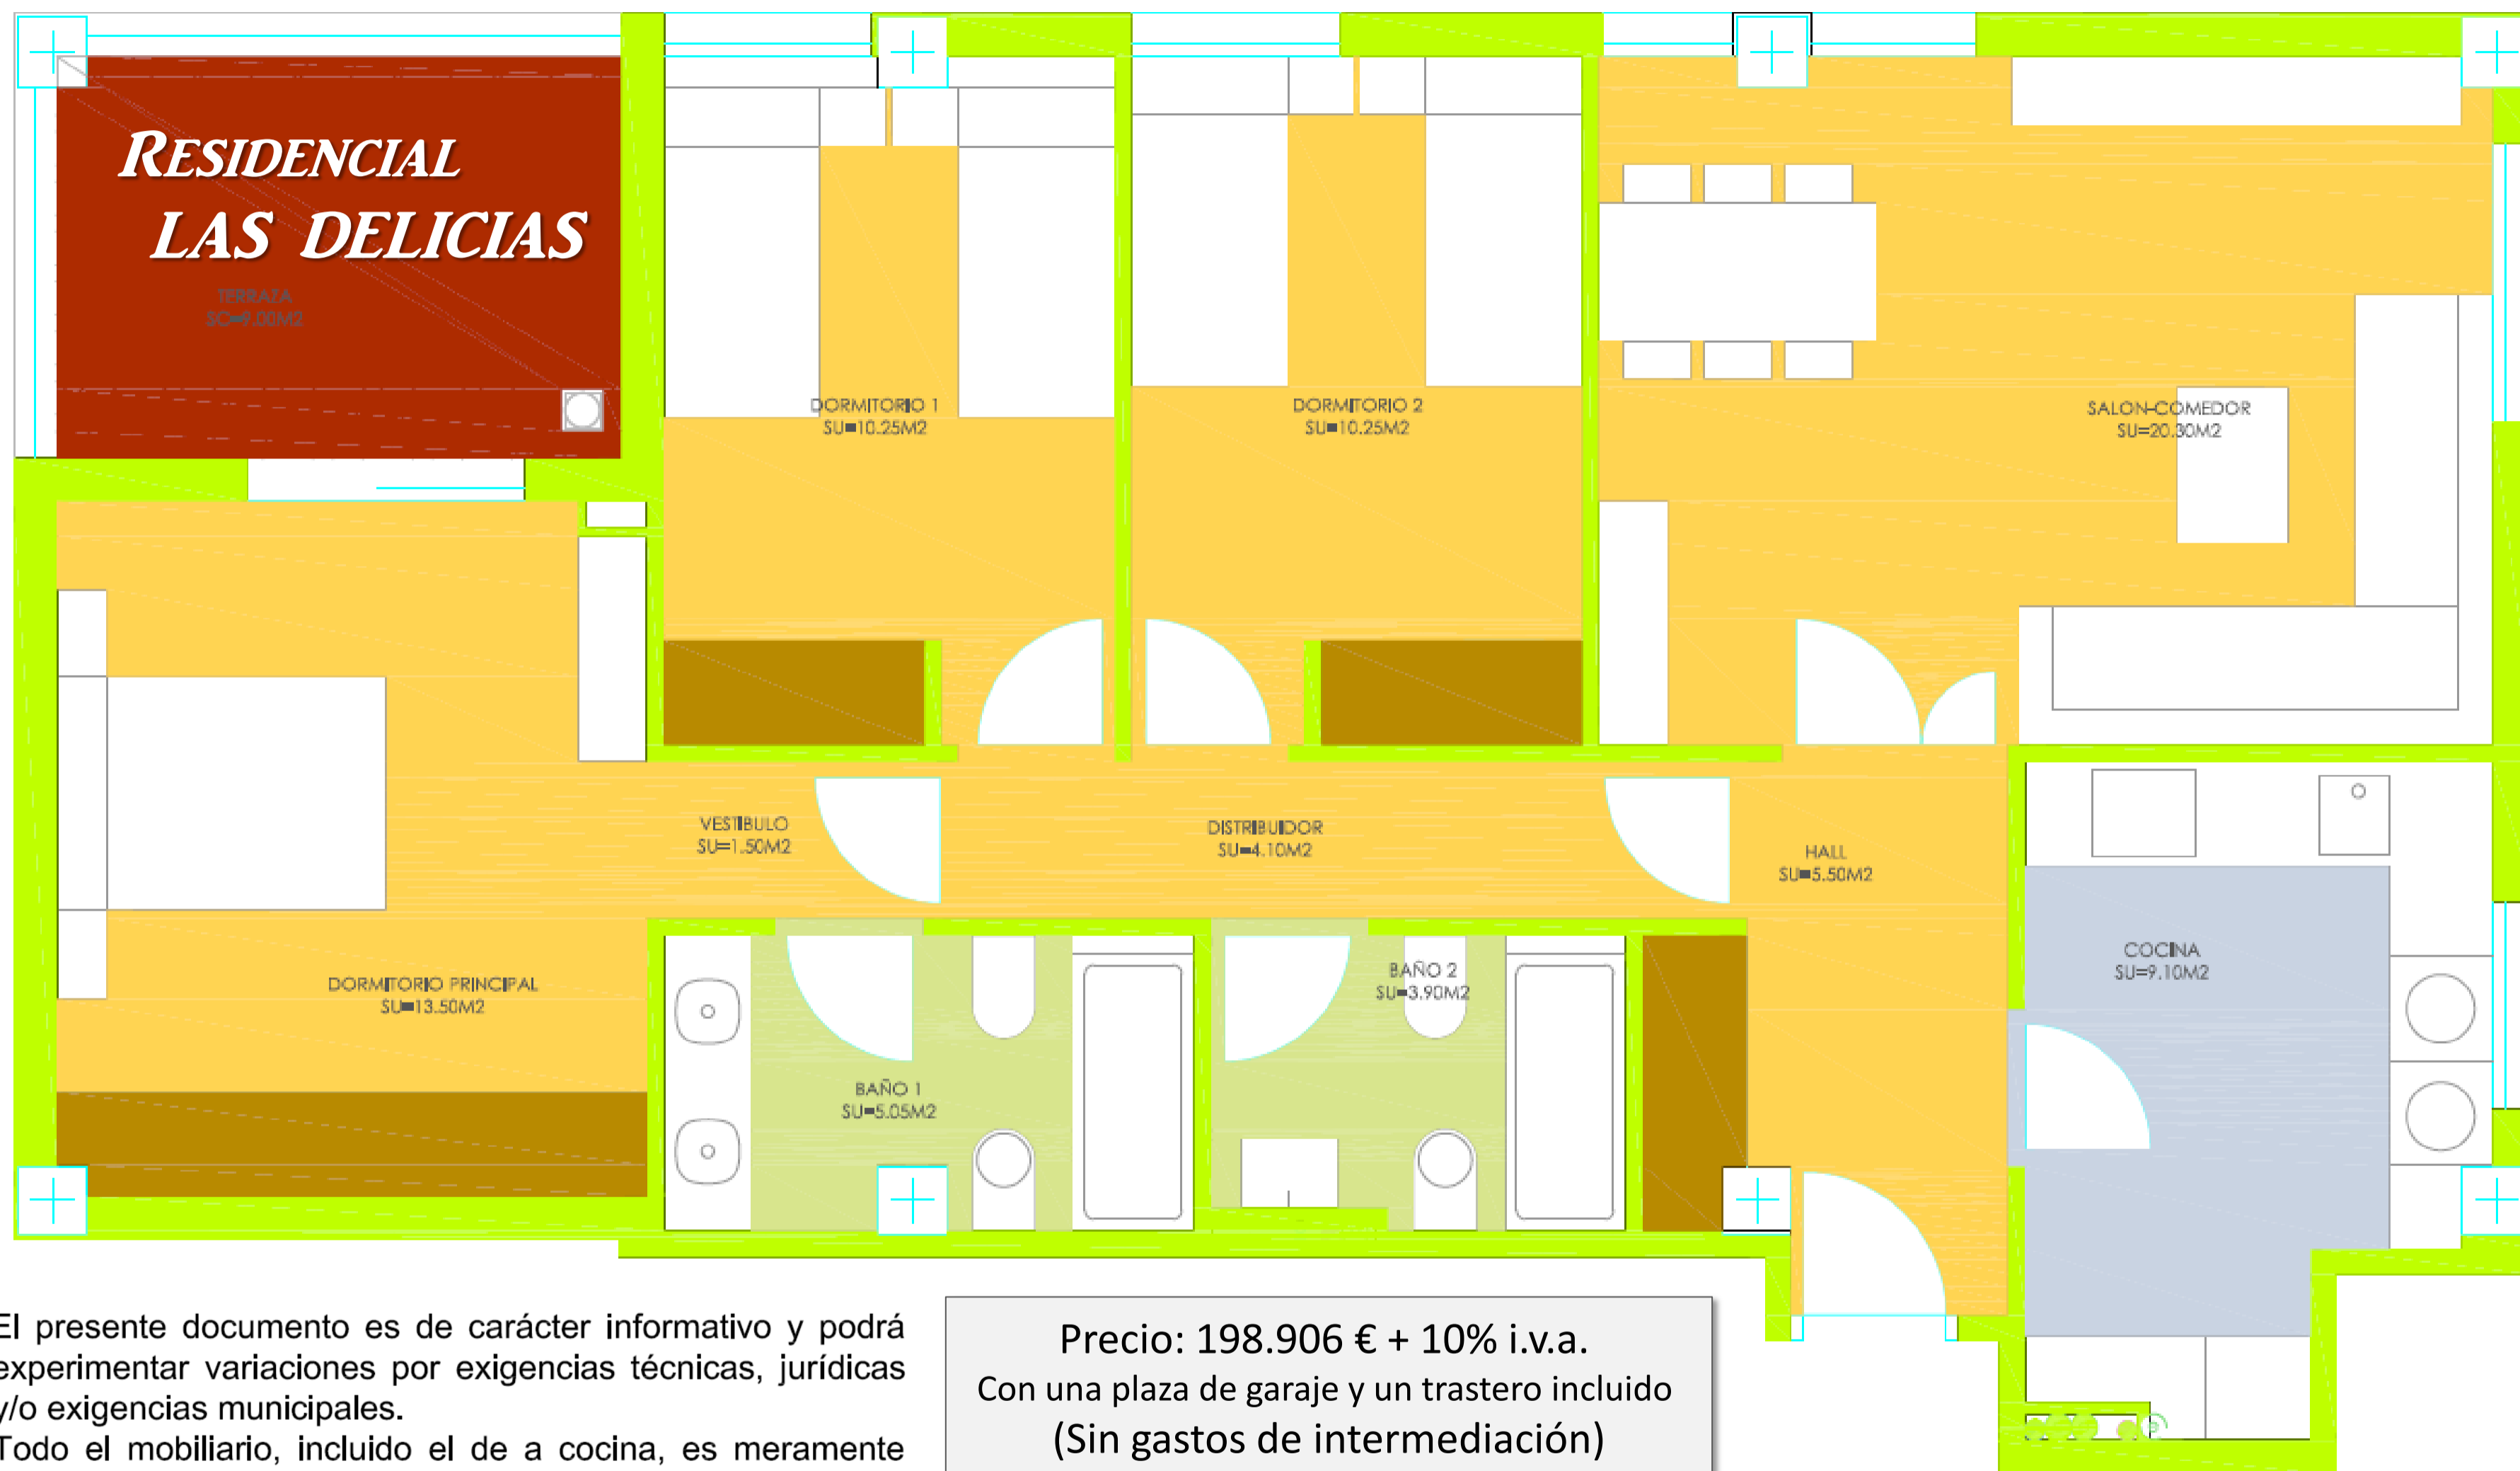 RESIDENCIAL
LAS DELICIAS
TERRAZA
SC=9.00M2
DORMITORIO 1
SU=10.25M2
DORMITORIO 2
SU=10.25M2
SALON-COMEDOR
SU=20.30M2
VESTIBULO
SU=1.50M2
DISTRIBUIDOR
SU=4.10M2
HALL
SU=5.50M2
COCINA
SU=9.10M2
DORMITORIO PRINCIPAL
SU=13.50M2
BAÑO 1
SU=5.05M2
BAÑO 2
SU=3.90M2
El presente documento es de carácter informativo y podrá
experimentar variaciones por exigencias técnicas, jurídicas
y/o exigencias municipales.
Todo el mobiliario, incluido el de a cocina, es meramente
Precio: 198.906 € + 10% i.v.a.
Con una plaza de garaje y un trastero incluido
(Sin gastos de intermediación)